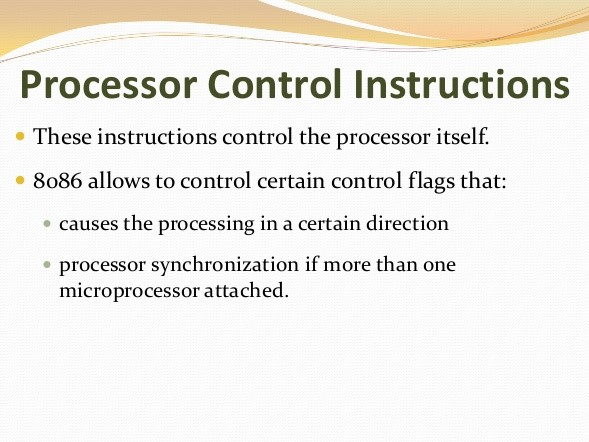 Processor Control Instructions
These instructions control the processor itself.
8086 allows to control certain control flags that:
causes the processing in a certain direction
processor synchronization if more than one
microprocessor attached.